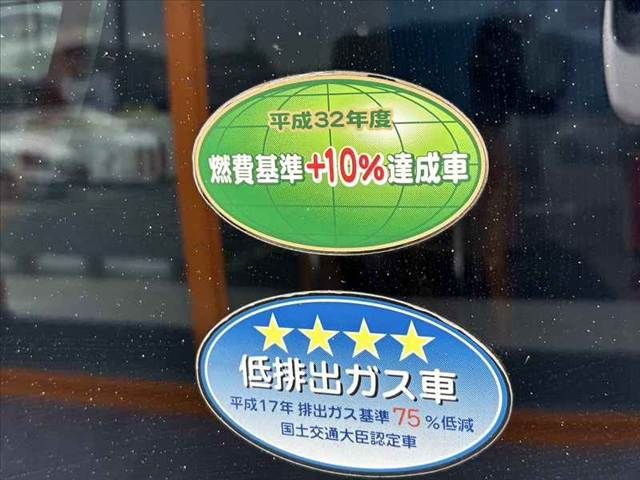 平成32年度
燃費基準+10%達成車
低排出ガス車
平成17年 排出ガス基準75%低減
国土交通大臣認定車